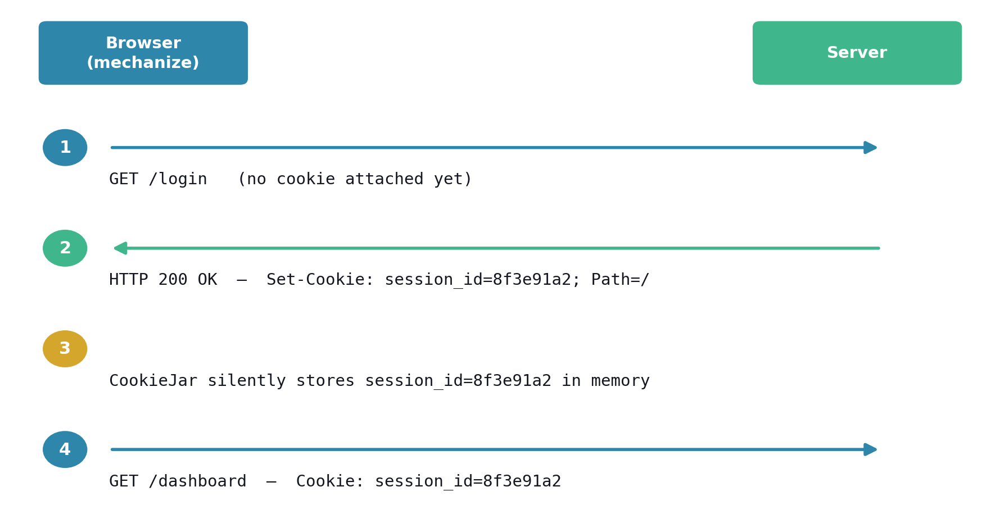 Browser
(mechanize)
Server
1
GET /login   (no cookie attached yet)
2
HTTP 200 OK  —  Set-Cookie: session_id=8f3e91a2; Path=/
3
CookieJar silently stores session_id=8f3e91a2 in memory
4
GET /dashboard  —  Cookie: session_id=8f3e91a2